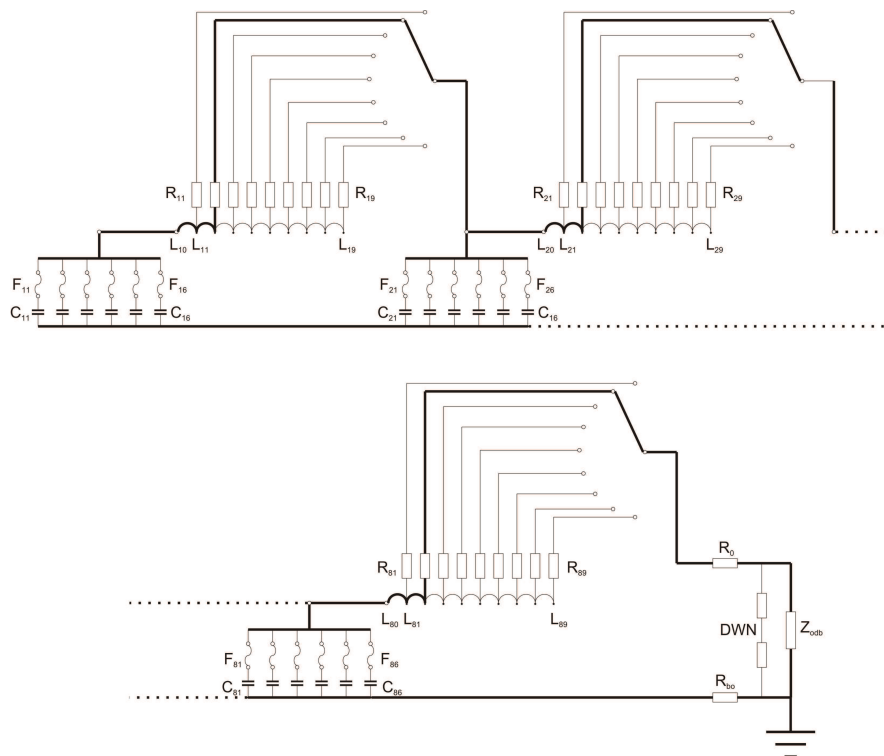 R11 R19
R21 R29
L10 L11 L19
L20 L21 L29
F11 F16
F21 F26
C11 C16
C21 C16
R81 R89
R0
L80 L81 L89
DWN Zodb
F81 F86
C81 C86
Rbo